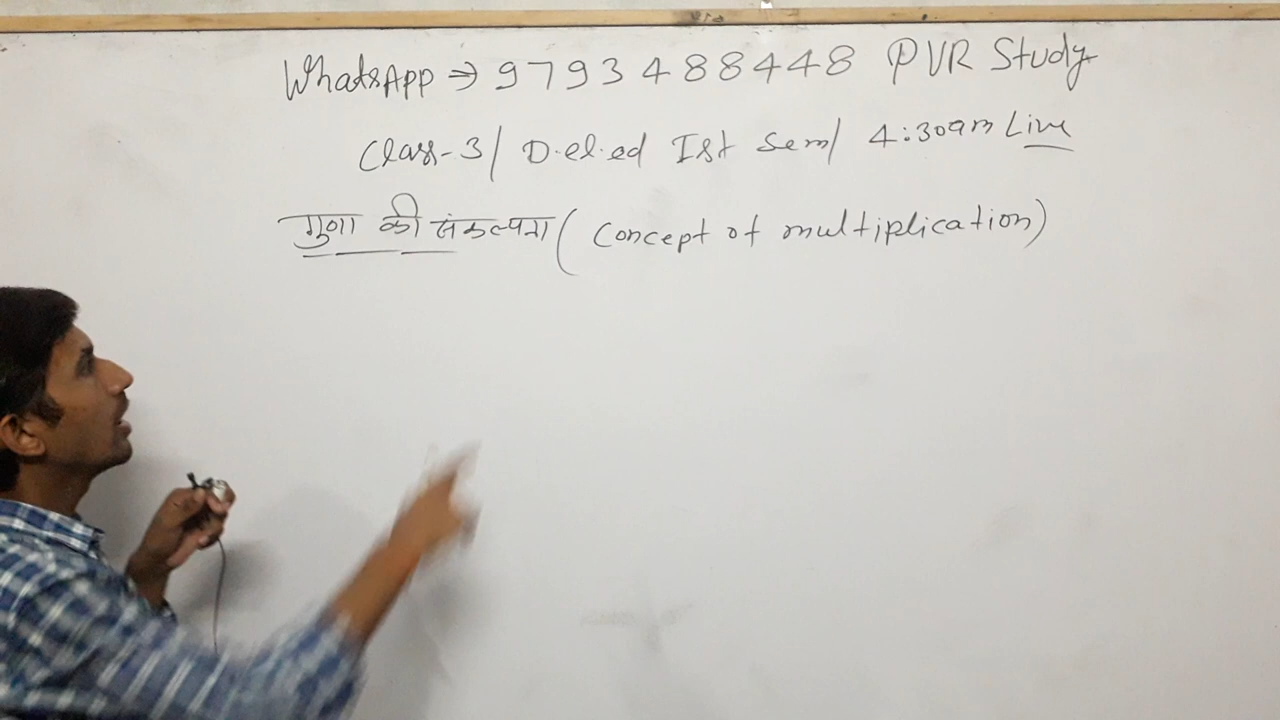 WhatsApp ⇒ 9793488448 PVR Study
Class-3/ D.el.ed Ist Sem/ 4:30am Live
गुणा की संकल्पना (Concept of multiplication)